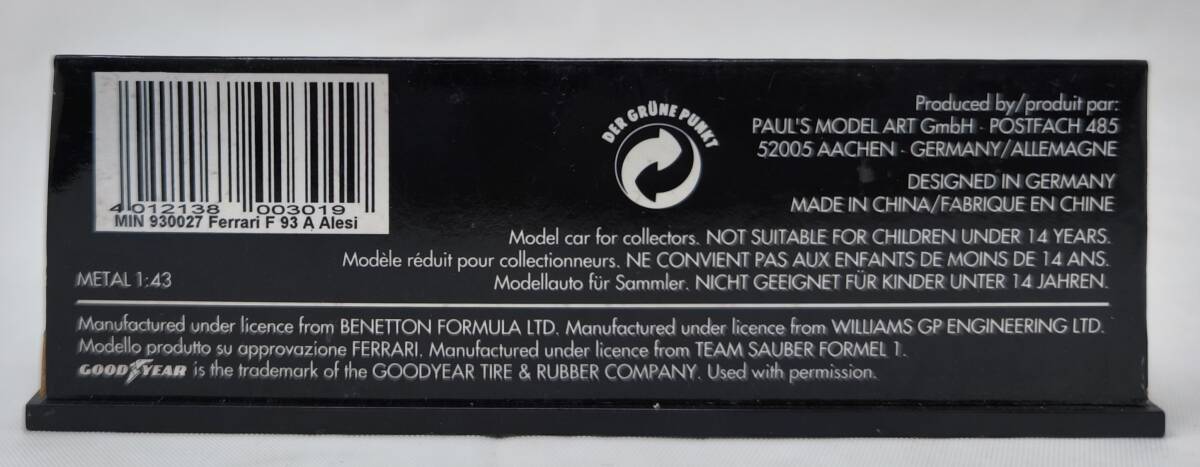 4 012138 003019
MIN 930027 Ferrari F 93 A Alesi
DER GRÜNE PUNKT
Produced by/produit par:
PAUL'S MODEL ART GmbH · POSTFACH 485
52005 AACHEN · GERMANY/ALLEMAGNE
DESIGNED IN GERMANY
MADE IN CHINA/FABRIQUE EN CHINE
Model car for collectors. NOT SUITABLE FOR CHILDREN UNDER 14 YEARS.
Modèle réduit pour collectionneurs. NE CONVIENT PAS AUX ENFANTS DE MOINS DE 14 ANS.
Modellauto für Sammler. NICHT GEEIGNET FÜR KINDER UNTER 14 JAHREN.
METAL 1:43
Manufactured under licence from BENETTON FORMULA LTD. Manufactured under licence from WILLIAMS GP ENGINEERING LTD.
Modello produtto su approvazione FERRARI. Manufactured under licence from TEAM SAUBER FORMEL 1.
GOODYEAR is the trademark of the GOODYEAR TIRE & RUBBER COMPANY. Used with permission.